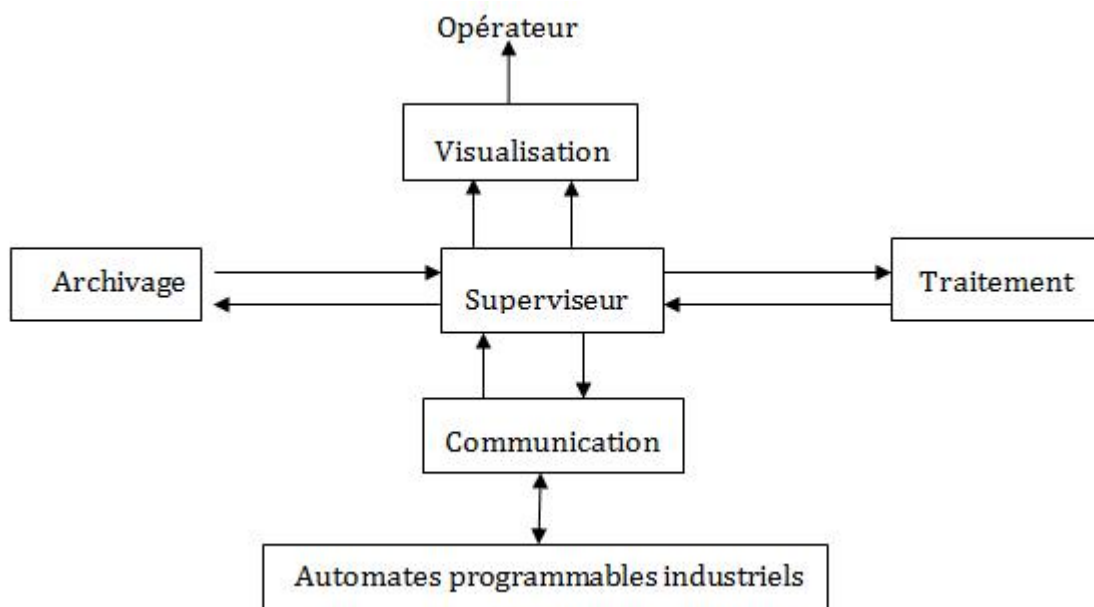 Opérateur
Visualisation
Archivage
Superviseur
Traitement
Communication
Automates programmables industriels